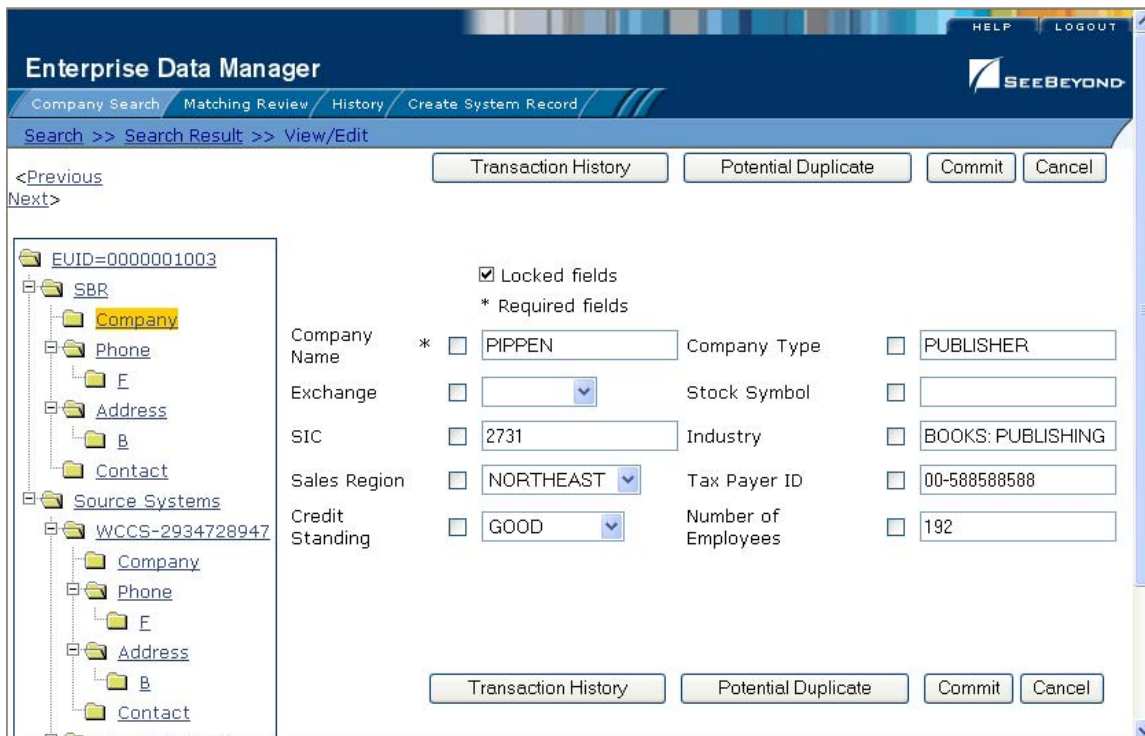 HELP LOGOUT
Enterprise Data Manager
SEEBEYOND
Company Search Matching Review History Create System Record
Search >> Search Result >> View/Edit
<Previous
Next>
Transaction History Potential Duplicate Commit Cancel
EUID=0000001003
SBR
Company
Phone
F
Address
B
Contact
Source Systems
WCCS-2934728947
Company
Phone
F
Address
B
Contact
Locked fields
* Required fields
Company Name * PIPPEN Company Type PUBLISHER
Exchange Stock Symbol
SIC 2731 Industry BOOKS: PUBLISHING
Sales Region NORTHEAST Tax Payer ID 00-588588588
Credit Standing GOOD Number of Employees 192
Transaction History Potential Duplicate Commit Cancel